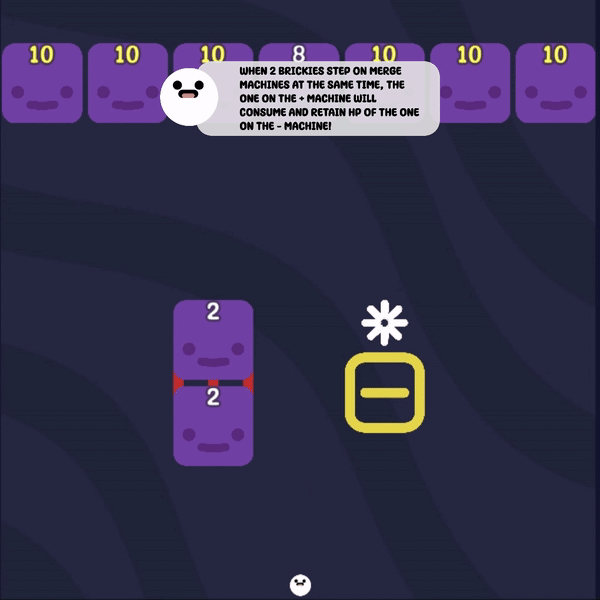 10 10 10 8 10 10 10
WHEN 2 BRICKIES STEP ON MERGE
MACHINES AT THE SAME TIME, THE
ONE ON THE + MACHINE WILL
CONSUME AND RETAIN HP OF THE ONE
ON THE - MACHINE!
2
2